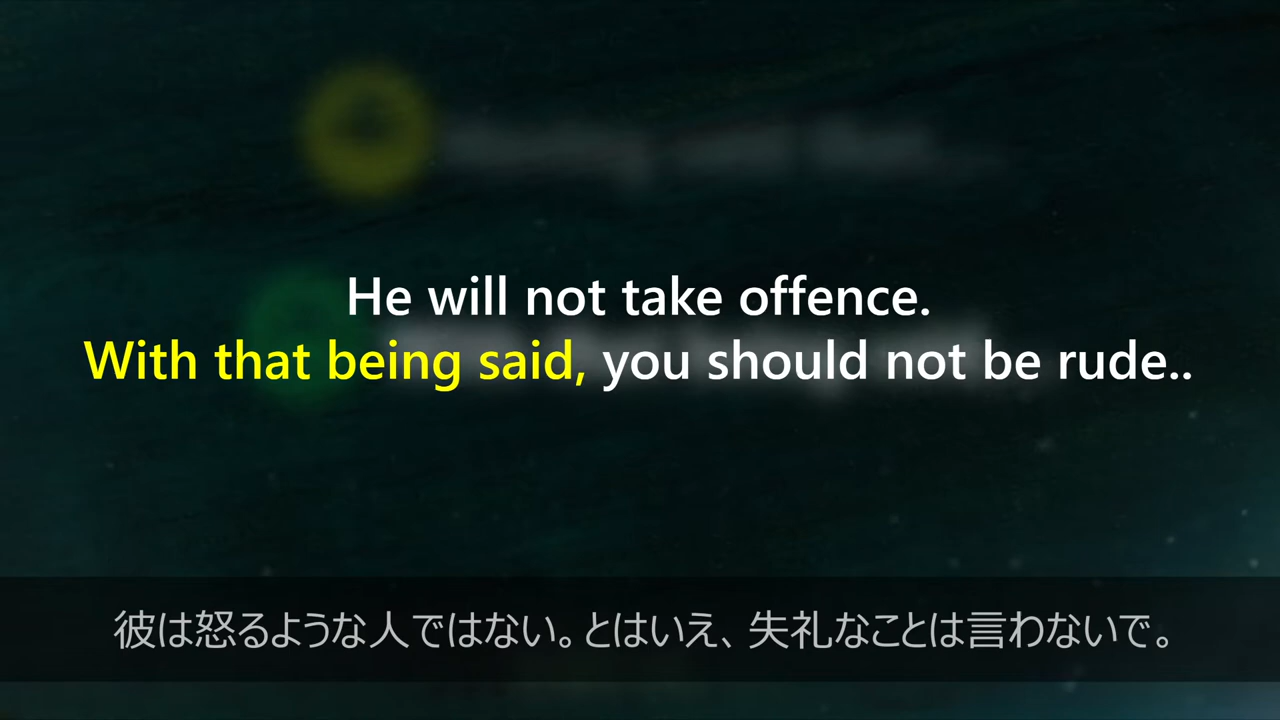 He will not take offence.
With that being said, you should not be rude..
彼は怒るような人ではない。とはいえ、失礼なことは言わないで。